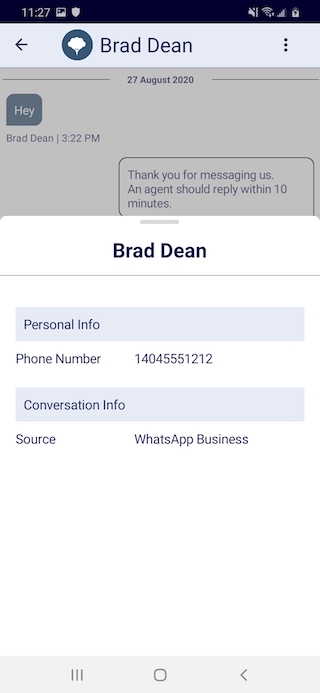 11:27
Brad Dean
27 August 2020
Hey
Brad Dean | 3:22 PM
Thank you for messaging us.
An agent should reply within 10
minutes.
Brad Dean
Personal Info
Phone Number 14045551212
Conversation Info
Source WhatsApp Business